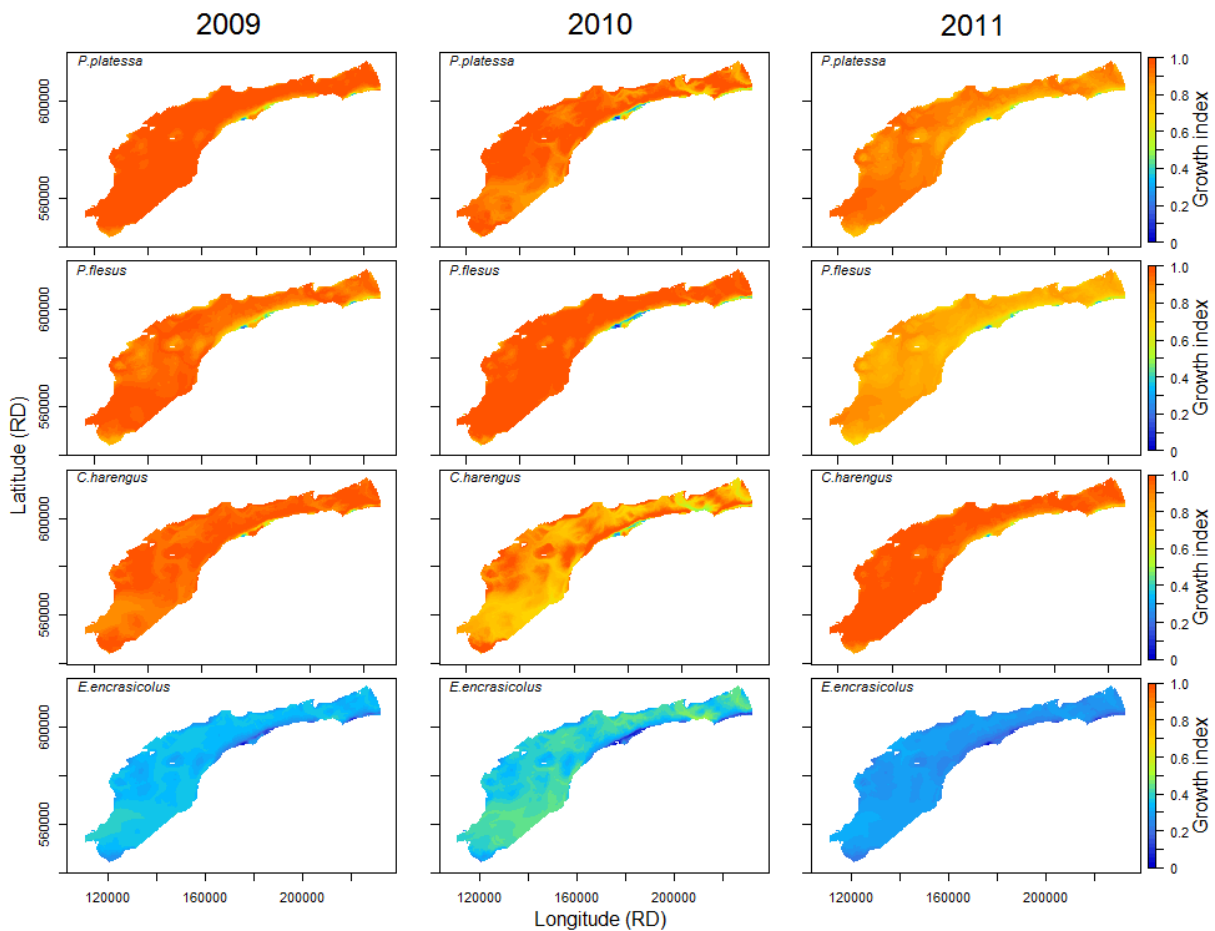 2009 2010 2011
P.platessa P.platessa P.platessa
1.0
0.8
0.6
0.4
0.2
0
Growth index
600000
560000
P.flesus P.flesus P.flesus
1.0
0.8
0.6
0.4
0.2
0
Growth index
600000
560000
Latitude (RD)
C.harengus C.harengus C.harengus
1.0
0.8
0.6
0.4
0.2
0
Growth index
600000
560000
E.encrasicolus E.encrasicolus E.encrasicolus
1.0
0.8
0.6
0.4
0.2
0
Growth index
600000
560000
120000 160000 200000 120000 160000 200000 120000 160000 200000
Longitude (RD)